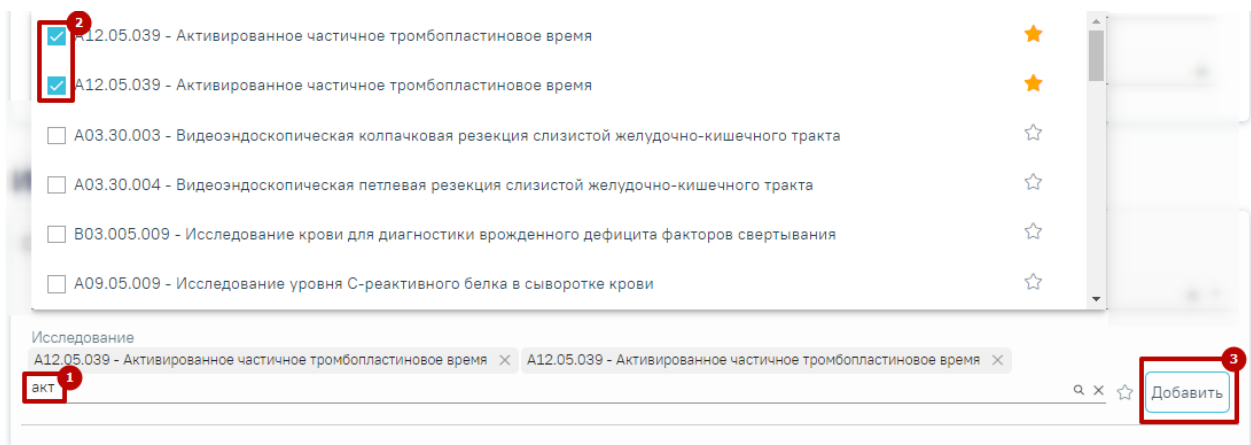 2
A12.05.039 - Активированное частичное тромбопластиновое время
A12.05.039 - Активированное частичное тромбопластиновое время
A03.30.003 - Видеоэндоскопическая колпачковая резекция слизистой желудочно-кишечного тракта
A03.30.004 - Видеоэндоскопическая петлевая резекция слизистой желудочно-кишечного тракта
B03.005.009 - Исследование крови для диагностики врожденного дефицита факторов свертывания
A09.05.009 - Исследование уровня С-реактивного белка в сыворотке крови
Исследование
A12.05.039 - Активированное частичное тромбопластиновое время A12.05.039 - Активированное частичное тромбопластиновое время
акт 1
3 Добавить